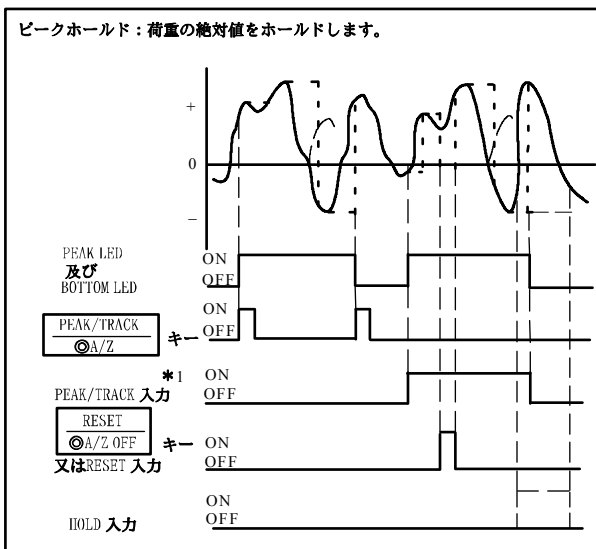 ピークホールド：荷重の絶対値をホールドします。
+
0
−
PEAK LED
及び
BOTTOM LED
ON
OFF
PEAK/TRACK
◎A/Z
キー
ON
OFF
*1
PEAK/TRACK 入力
ON
OFF
RESET
◎A/Z OFF
キー
又はRESET 入力
ON
OFF
HOLD 入力
ON
OFF